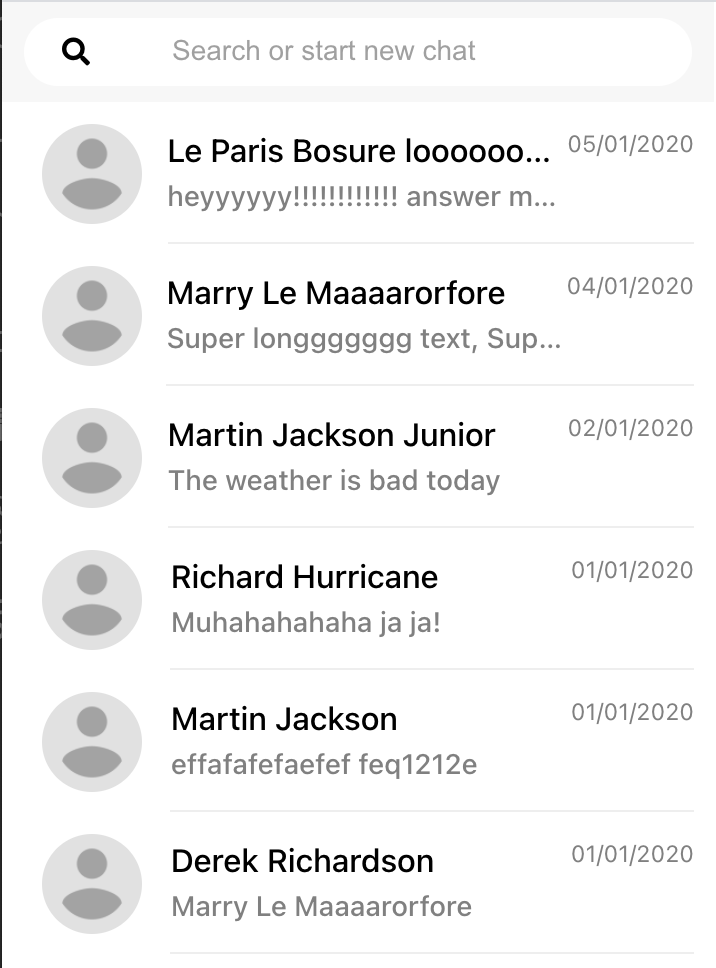 Search or start new chat
Le Paris Bosure loooooo... 05/01/2020
heyyyyyy!!!!!!!!!!!! answer m...
Marry Le Maaaarorfore 04/01/2020
Super longggggggg text, Sup...
Martin Jackson Junior 02/01/2020
The weather is bad today
Richard Hurricane 01/01/2020
Muhahahahaha ja ja!
Martin Jackson 01/01/2020
effafafefaefef feq1212e
Derek Richardson 01/01/2020
Marry Le Maaaarorfore